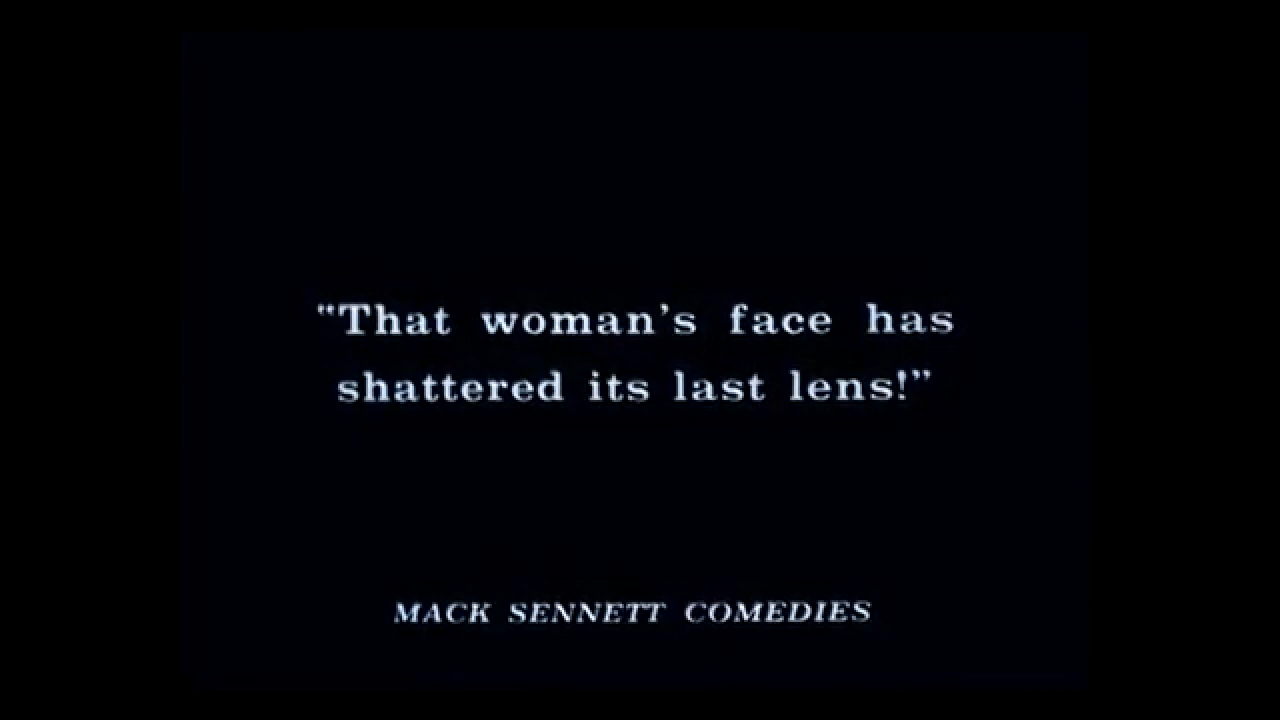 "That woman's face has
shattered its last lens!"
MACK SENNETT COMEDIES